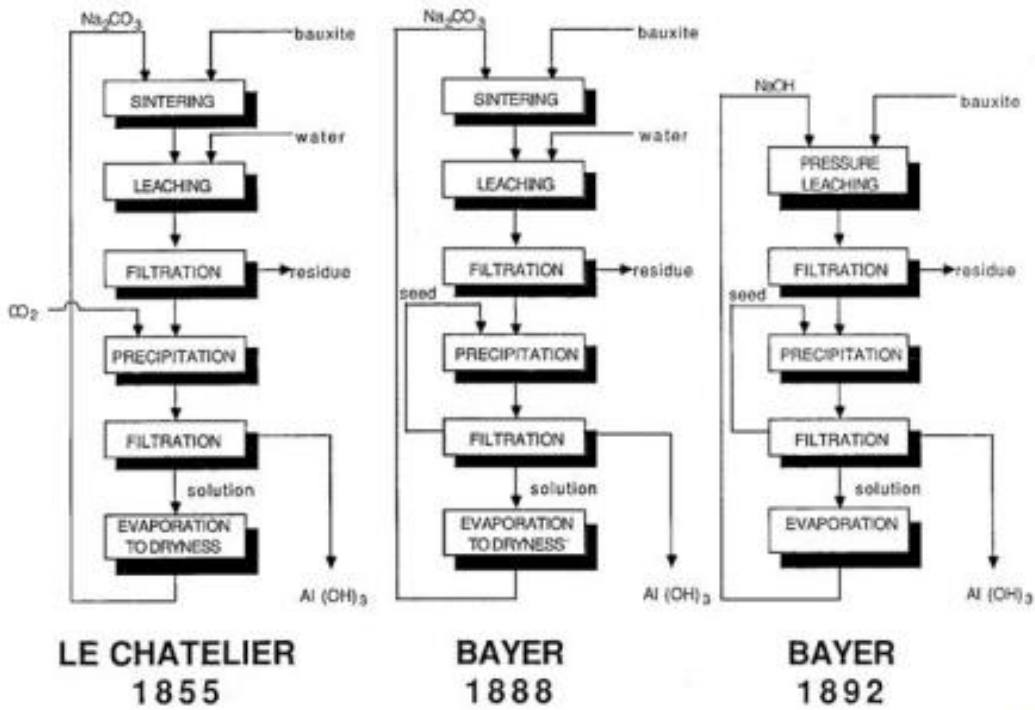 Na2CO3
bauxite
SINTERING
water
LEACHING
FILTRATION
residue
CO2
PRECIPITATION
FILTRATION
solution
EVAPORATION
TO DRYNESS
Al (OH)3
LE CHATELIER
1855
Na2CO3
bauxite
SINTERING
water
LEACHING
FILTRATION
residue
seed
PRECIPITATION
FILTRATION
solution
EVAPORATION
TO DRYNESS
Al (OH)3
BAYER
1888
NaOH
bauxite
PRESSURE
LEACHING
FILTRATION
residue
seed
PRECIPITATION
FILTRATION
solution
EVAPORATION
Al (OH)3
BAYER
1892